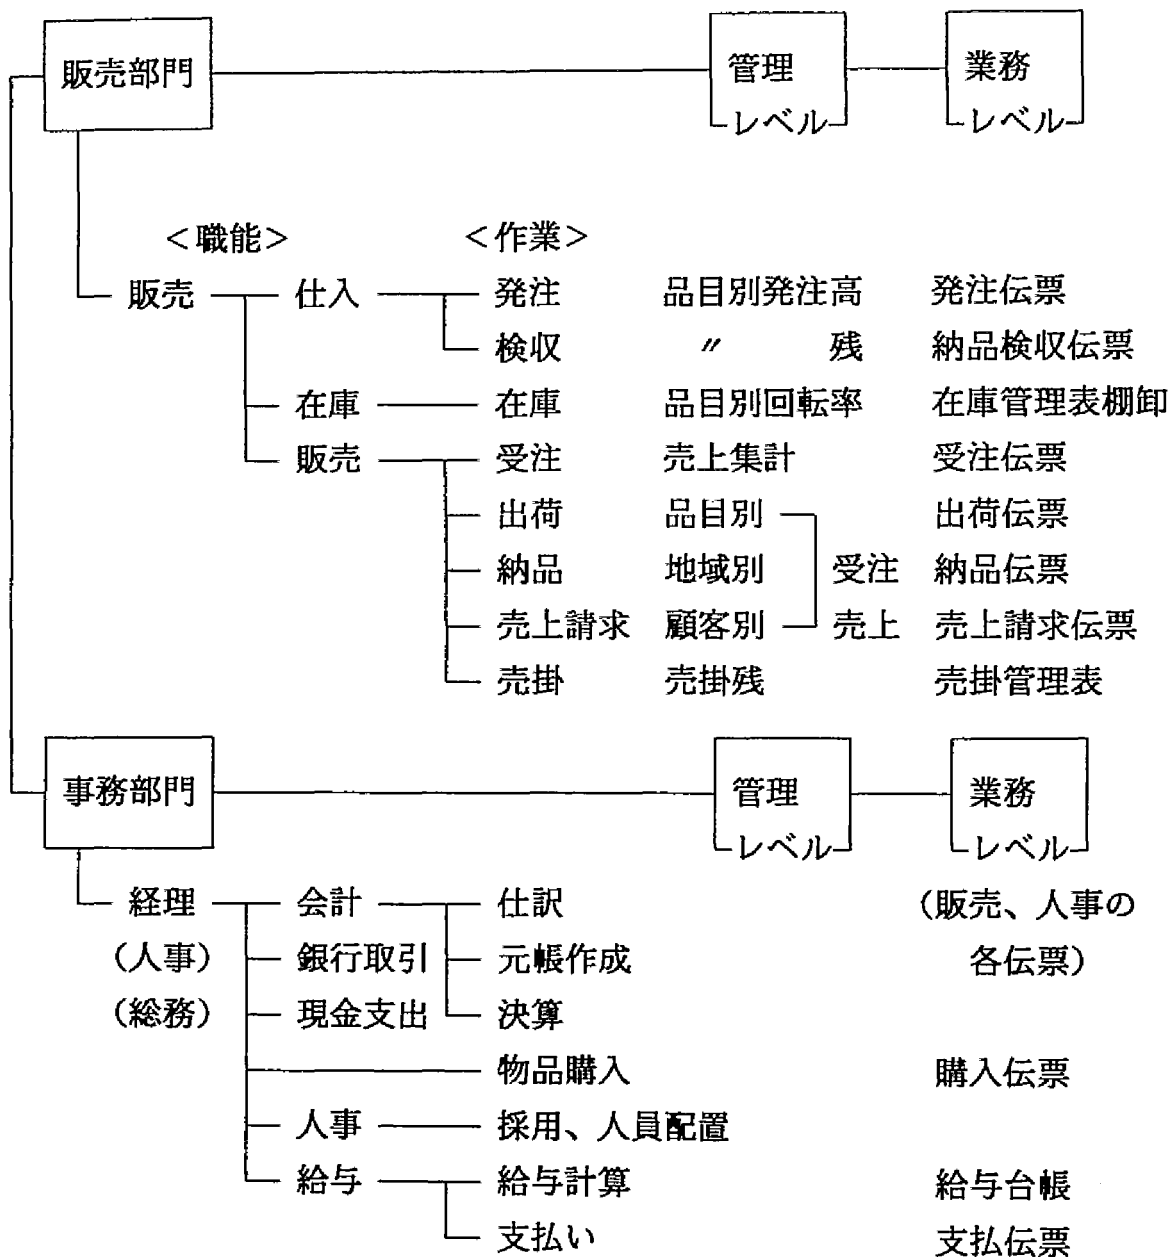 販売部門 管理 業務
レベル レベル
<職能> <作業>
販売 仕入 発注 品目別発注高 発注伝票
検収 〃 残 納品検収伝票
在庫 在庫 品目別回転率 在庫管理表棚卸
販売 受注 売上集計 受注伝票
出荷 品目別 出荷伝票
納品 地域別 受注 納品伝票
売上請求 顧客別 売上 売上請求伝票
売掛 売掛残 売掛管理表
事務部門 管理 業務
レベル レベル
経理 会計 仕訳 (販売、人事の
(人事) 銀行取引 元帳作成 各伝票)
(総務) 現金支出 決算
物品購入 購入伝票
人事 採用、人員配置
給与 給与計算 給与台帳
支払い 支払伝票